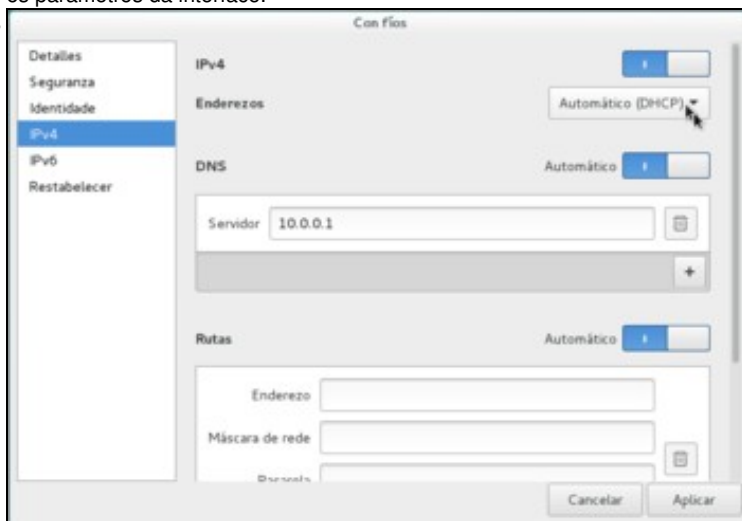 os parámetros da interface.
Con fíos
Detalles
Seguranza
Identidade
IPv4
IPv6
Restabelecer
IPv4
Enderezos
Automático (DHCP)
DNS
Automático
Servidor 10.0.0.1
+
Rutas
Automático
Enderezo
Máscara de rede
Pasarela
Cancelar
Aplicar